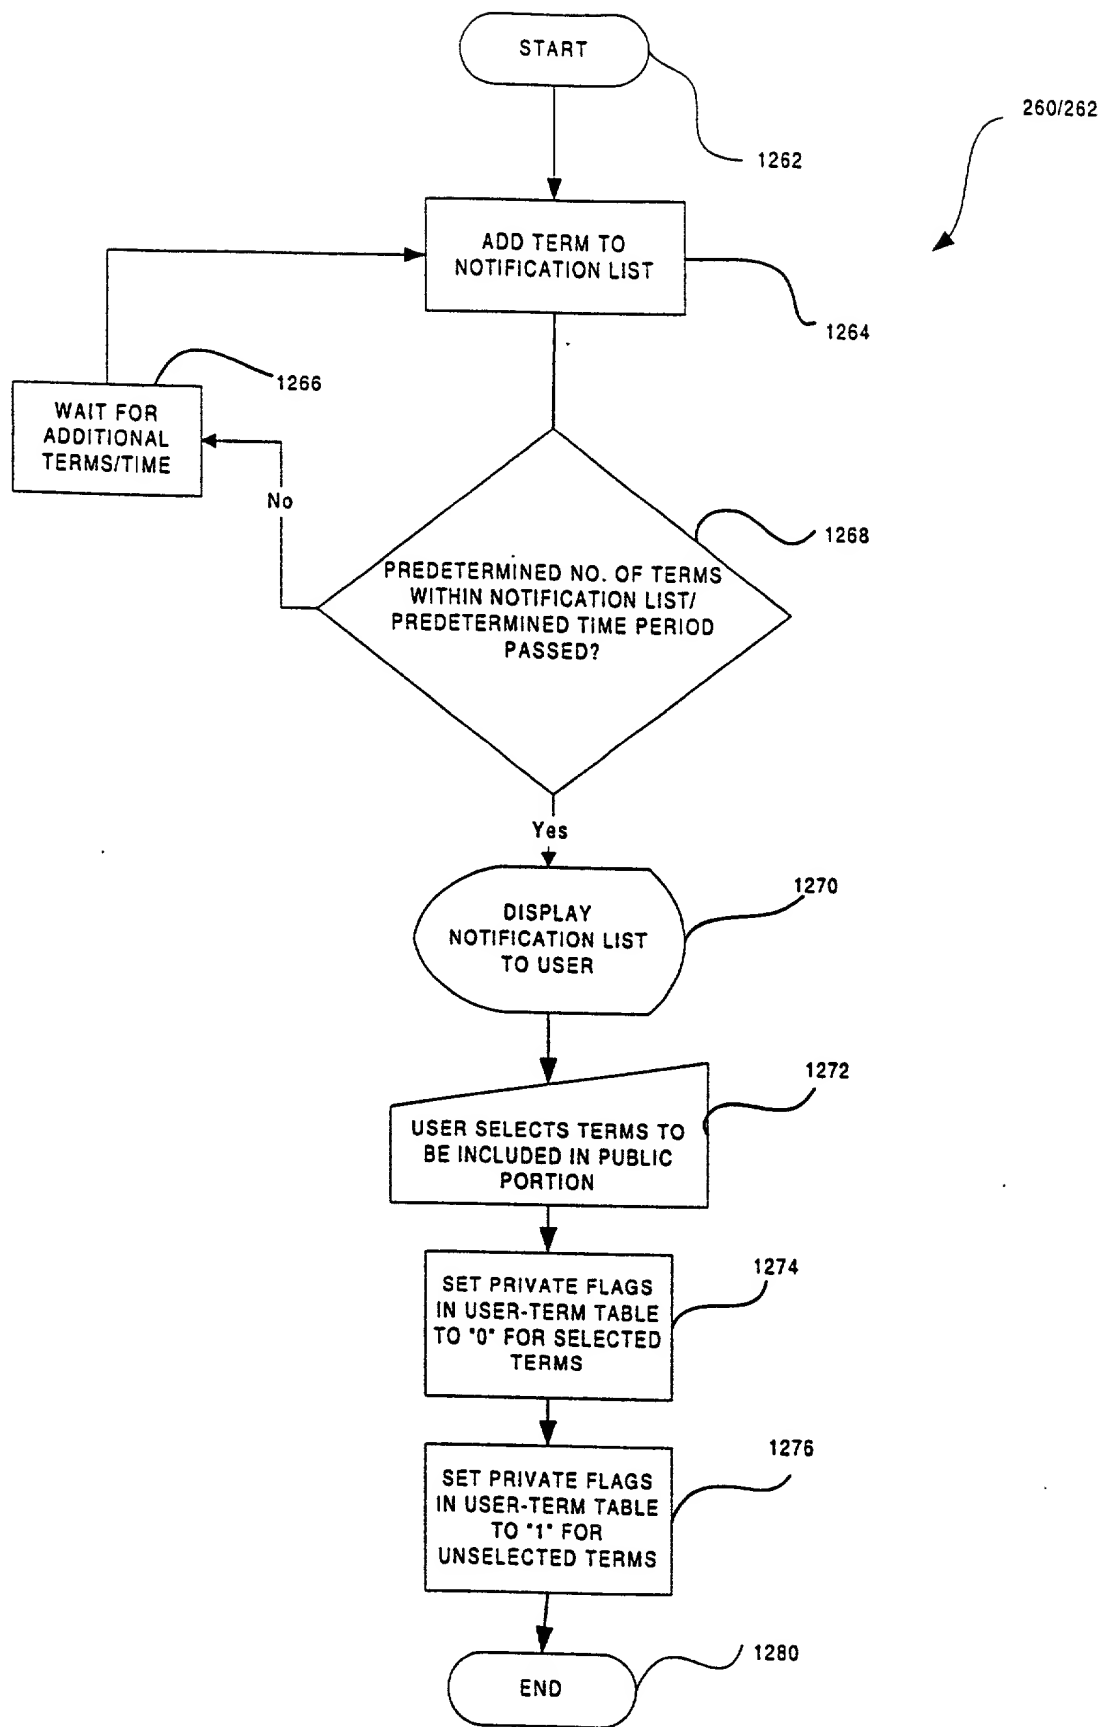 START
1262
260/262
ADD TERM TO
NOTIFICATION LIST
1264
1266
WAIT FOR
ADDITIONAL
TERMS/TIME
No
1268
PREDETERMINED NO. OF TERMS
WITHIN NOTIFICATION LIST/
PREDETERMINED TIME PERIOD
PASSED?
Yes
1270
DISPLAY
NOTIFICATION LIST
TO USER
1272
USER SELECTS TERMS TO
BE INCLUDED IN PUBLIC
PORTION
1274
SET PRIVATE FLAGS
IN USER-TERM TABLE
TO "0" FOR SELECTED
TERMS
1276
SET PRIVATE FLAGS
IN USER-TERM TABLE
TO "1" FOR
UNSELECTED TERMS
1280
END